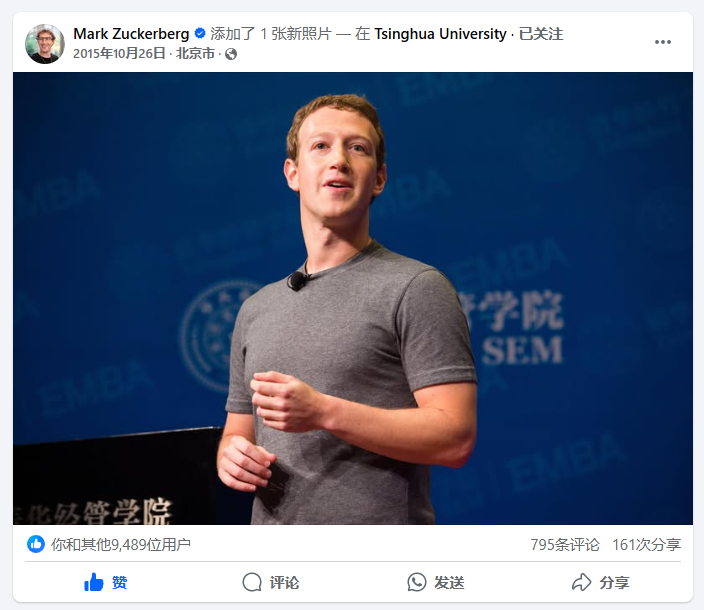 Mark Zuckerberg 添加了 1 张新照片 — 在 Tsinghua University · 已关注
2015年10月26日 · 北京市 ·
EMBA
EMBA
EMBA
EMBA
学院
SEM
EMBA
EMBA
华经管学院
你和其他9,489位用户
795条评论 161次分享
赞 评论 发送 分享